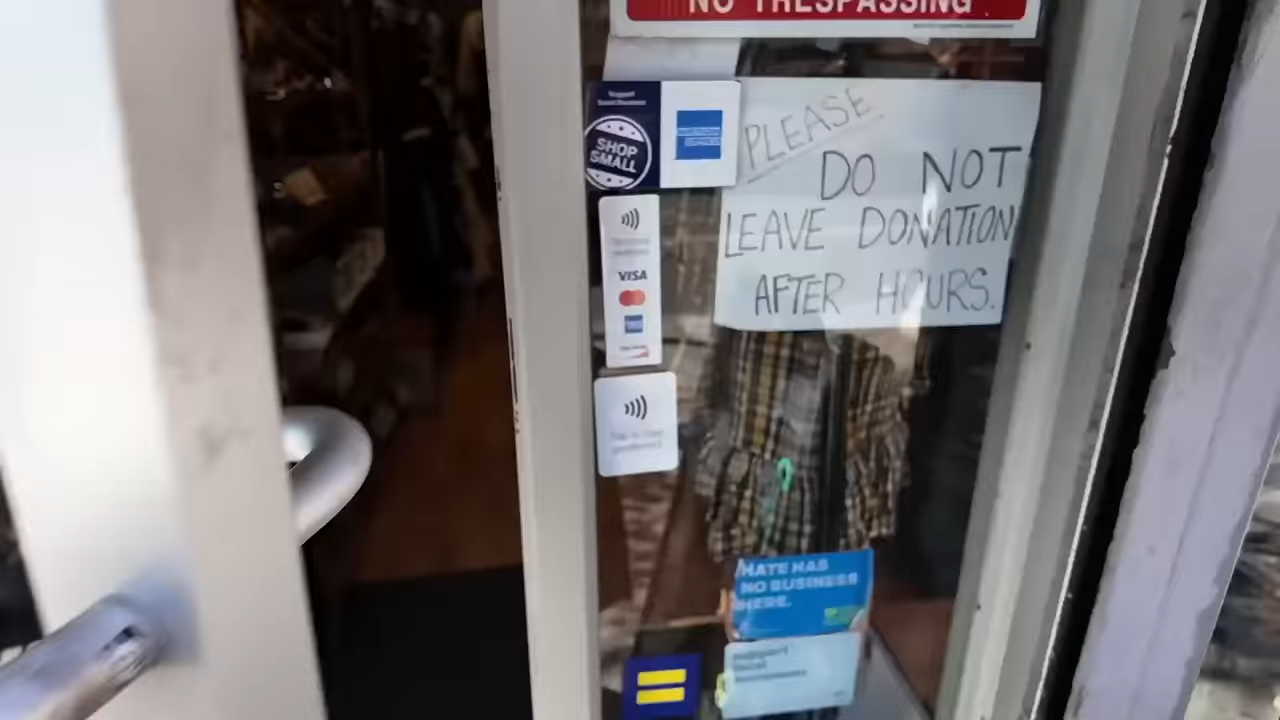 NO TRESPASSING
SHOP
SMALL
AMERICAN
EXPRESS
PLEASE
DO NOT
LEAVE DONATION
AFTER HOURS.
VISA
HATE HAS
NO BUSINESS
HERE.